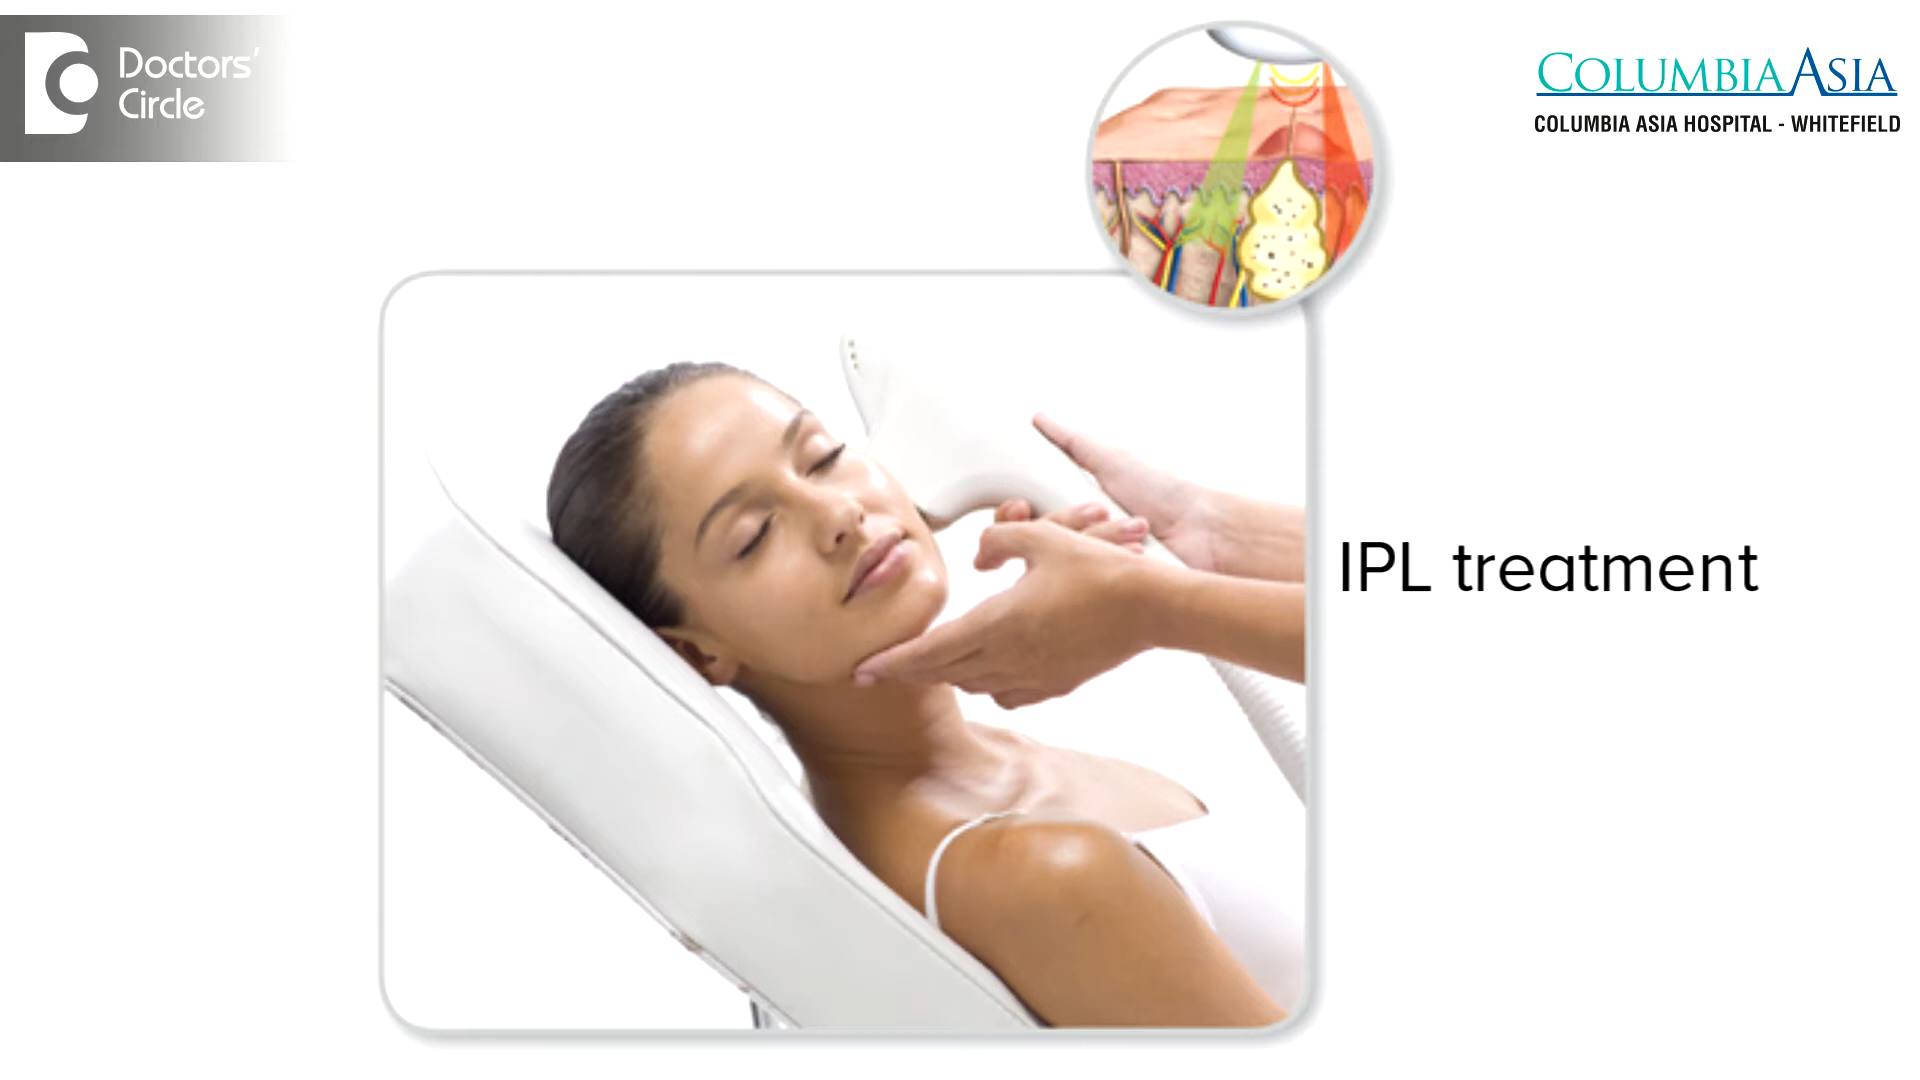 Doctors'
Circle
COLUMBIA ASIA
COLUMBIA ASIA HOSPITAL - WHITEFIELD
IPL treatment